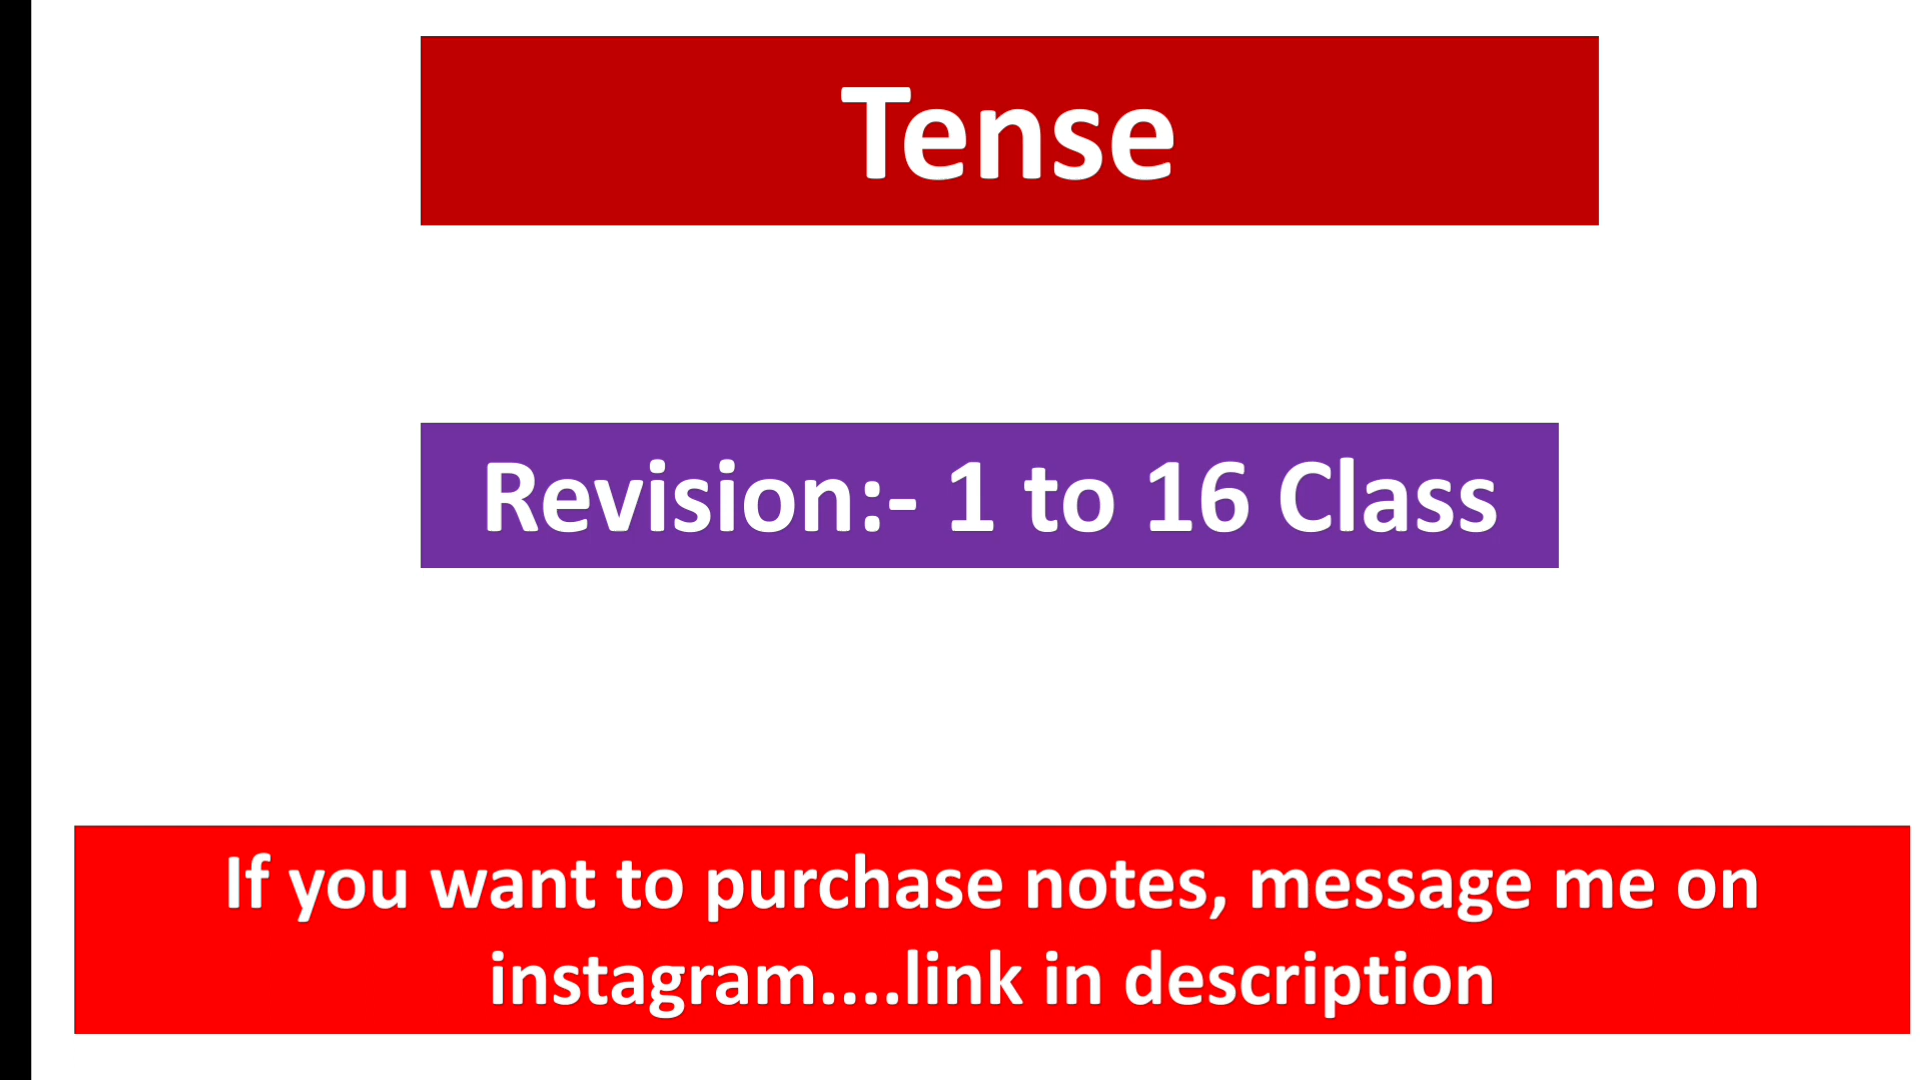 Tense
Revision:- 1 to 16 Class
If you want to purchase notes, message me on
instagram....link in description